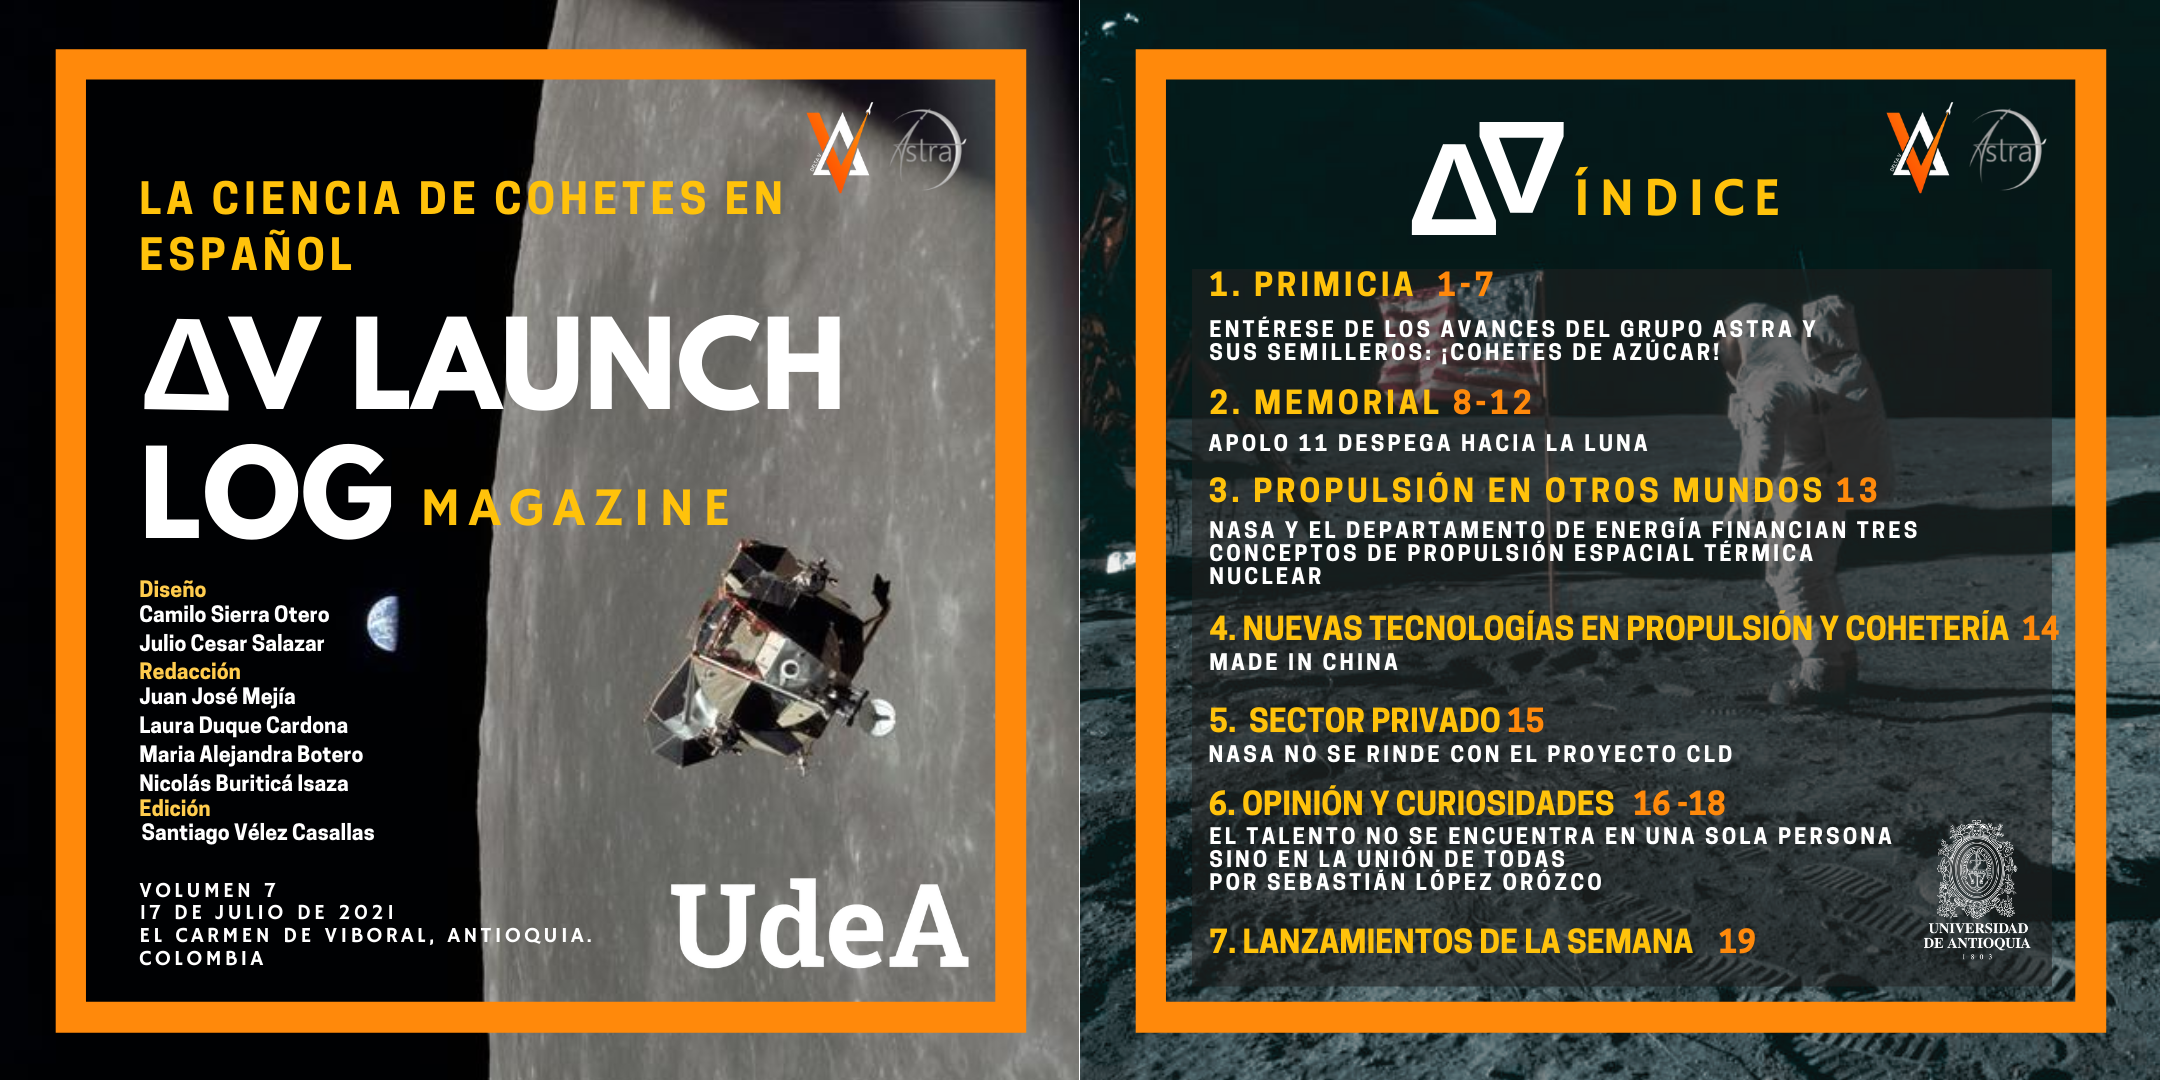 LA CIENCIA DE COHETES EN
ESPAÑOL
ΔV LAUNCH
LOG MAGAZINE
Diseño
Camilo Sierra Otero
Julio Cesar Salazar
Redacción
Juan José Mejía
Laura Duque Cardona
Maria Alejandra Botero
Nicolás Buriticá Isaza
Edición
Santiago Vélez Casallas
VOLUMEN 7
17 DE JULIO DE 2021
EL CARMEN DE VIBORAL, ANTIOQUIA.
COLOMBIA
UdeA
Astra
ΔV ÍNDICE
Astra
1. PRIMICIA 1-7
ENTÉRESE DE LOS AVANCES DEL GRUPO ASTRA Y
SUS SEMILLEROS: ¡COHETES DE AZÚCAR!
2. MEMORIAL 8-12
APOLO 11 DESPEGA HACIA LA LUNA
3. PROPULSIÓN EN OTROS MUNDOS 13
NASA Y EL DEPARTAMENTO DE ENERGÍA FINANCIAN TRES
CONCEPTOS DE PROPULSIÓN ESPACIAL TÉRMICA
NUCLEAR
4. NUEVAS TECNOLOGÍAS EN PROPULSIÓN Y COHETERÍA 14
MADE IN CHINA
5. SECTOR PRIVADO 15
NASA NO SE RINDE CON EL PROYECTO CLD
6. OPINIÓN Y CURIOSIDADES 16 -18
EL TALENTO NO SE ENCUENTRA EN UNA SOLA PERSONA
SINO EN LA UNIÓN DE TODAS
POR SEBASTIÁN LÓPEZ ORÓZCO
7. LANZAMIENTOS DE LA SEMANA 19
UNIVERSIDAD
DE ANTIOQUIA
1803